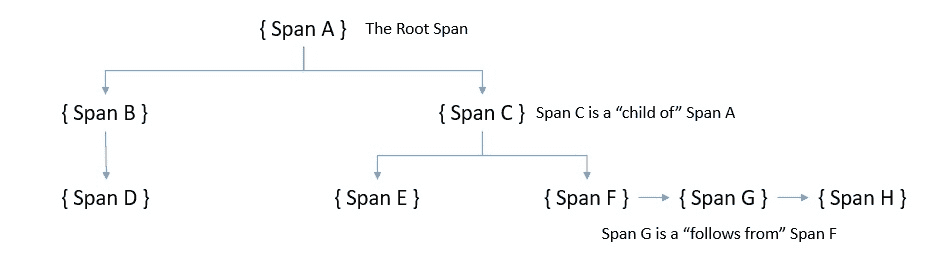 { Span A } The Root Span
{ Span B } { Span C } Span C is a “child of” Span A
{ Span D } { Span E } { Span F } { Span G } { Span H }
Span G is a “follows from” Span F